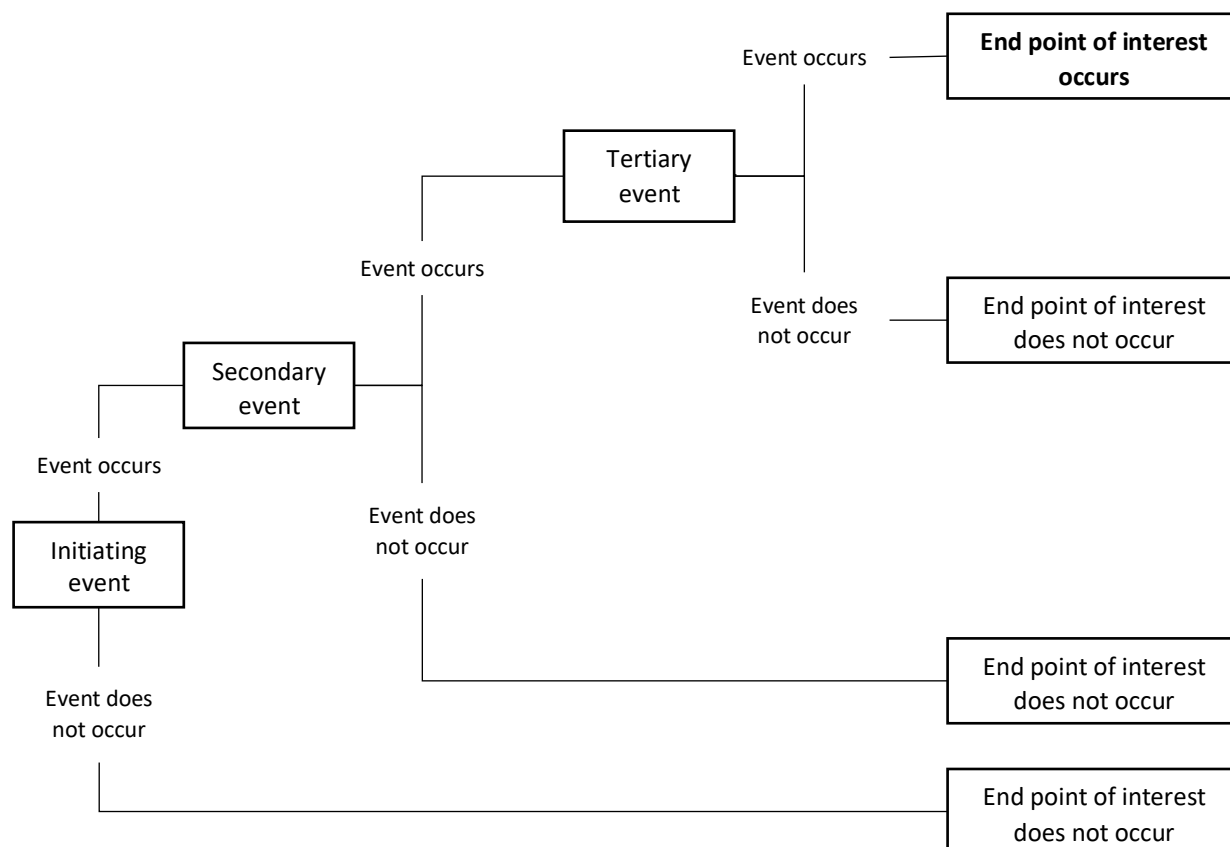 End point of interest
occurs
Event occurs
Tertiary
event
Event occurs
Event does
not occur
End point of interest
does not occur
Secondary
event
Event occurs
Event does
not occur
Initiating
event
End point of interest
does not occur
Event does
not occur
End point of interest
does not occur